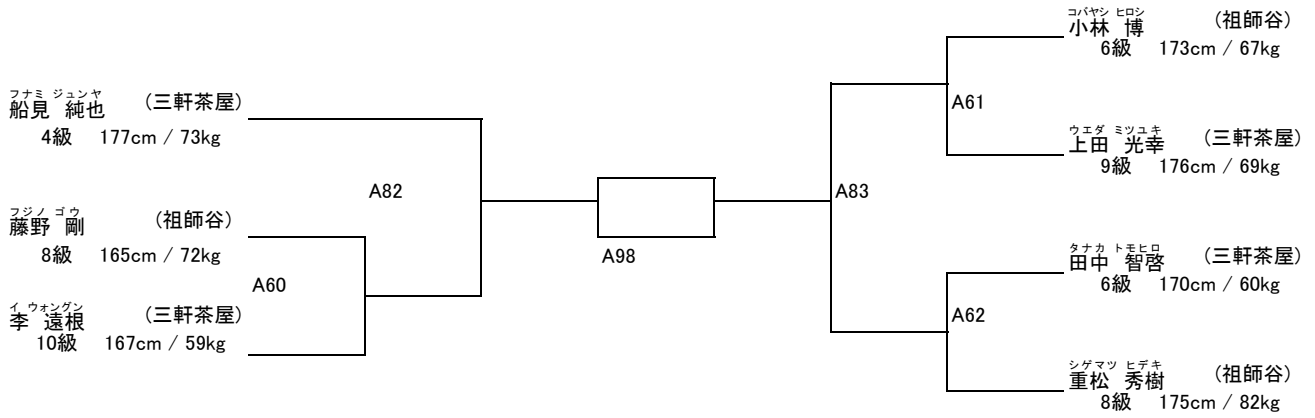 フナミ ジュンヤ
船見 純也 (三軒茶屋)
4級 177cm / 73kg
A82
フジノ ゴウ
藤野 剛 (祖師谷)
8級 165cm / 72kg
A60
イ ウォングン
李 遠根 (三軒茶屋)
10級 167cm / 59kg
A98
コバヤシ ヒロシ
小林 博 (祖師谷)
6級 173cm / 67kg
A61
ウエダ ミツユキ
上田 光幸 (三軒茶屋)
9級 176cm / 69kg
A83
タナカ トモヒロ
田中 智啓 (三軒茶屋)
6級 170cm / 60kg
A62
シゲマツ ヒデキ
重松 秀樹 (祖師谷)
8級 175cm / 82kg